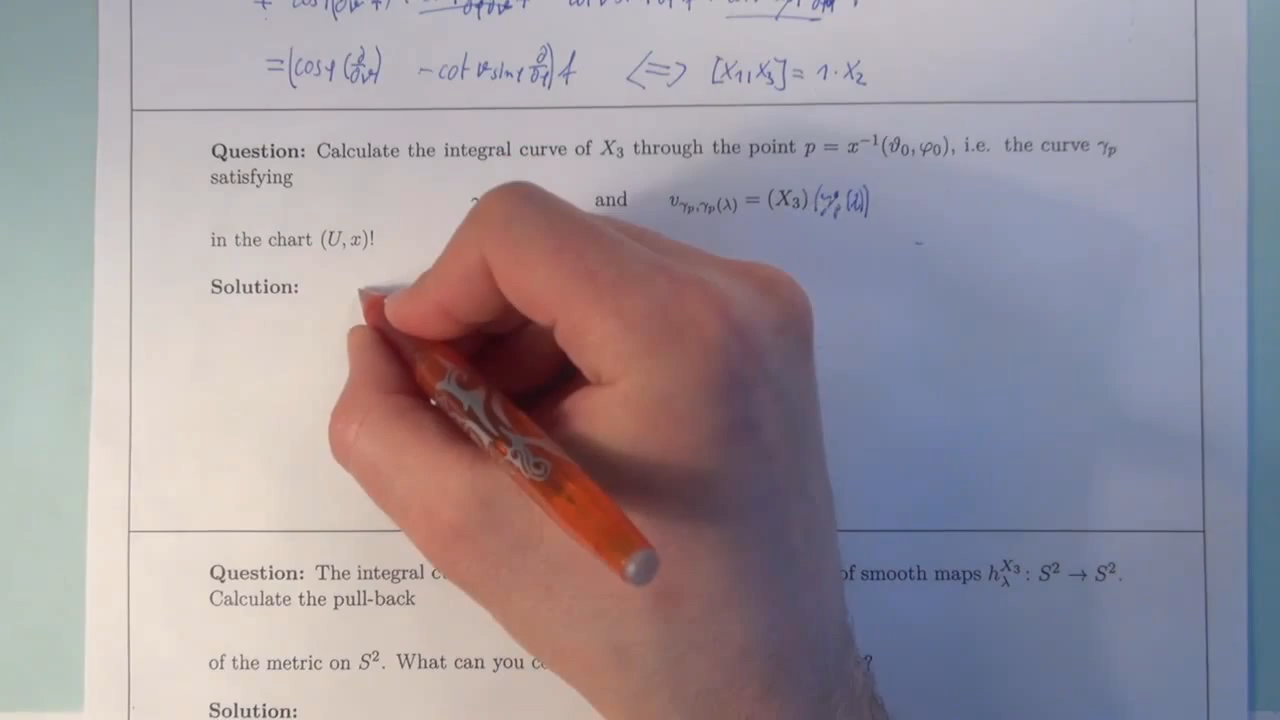 = (cosφ (∂/∂ϑ) − cot ϑ sinφ ∂/∂φ) f ⟺ [X₁, X₃] = 1 · X₂
Question: Calculate the integral curve of X₃ through the point p = x⁻¹(ϑ₀, φ₀), i.e. the curve γₚ
satisfying
and v_{γₚ,γₚ(λ)} = (X₃) (γₚ(λ))
in the chart (U, x)!
Solution:
Question: The integral of smooth maps h_λ^{X₃} : S² → S².
Calculate the pull-back
of the metric on S². What can you ?
Solution: